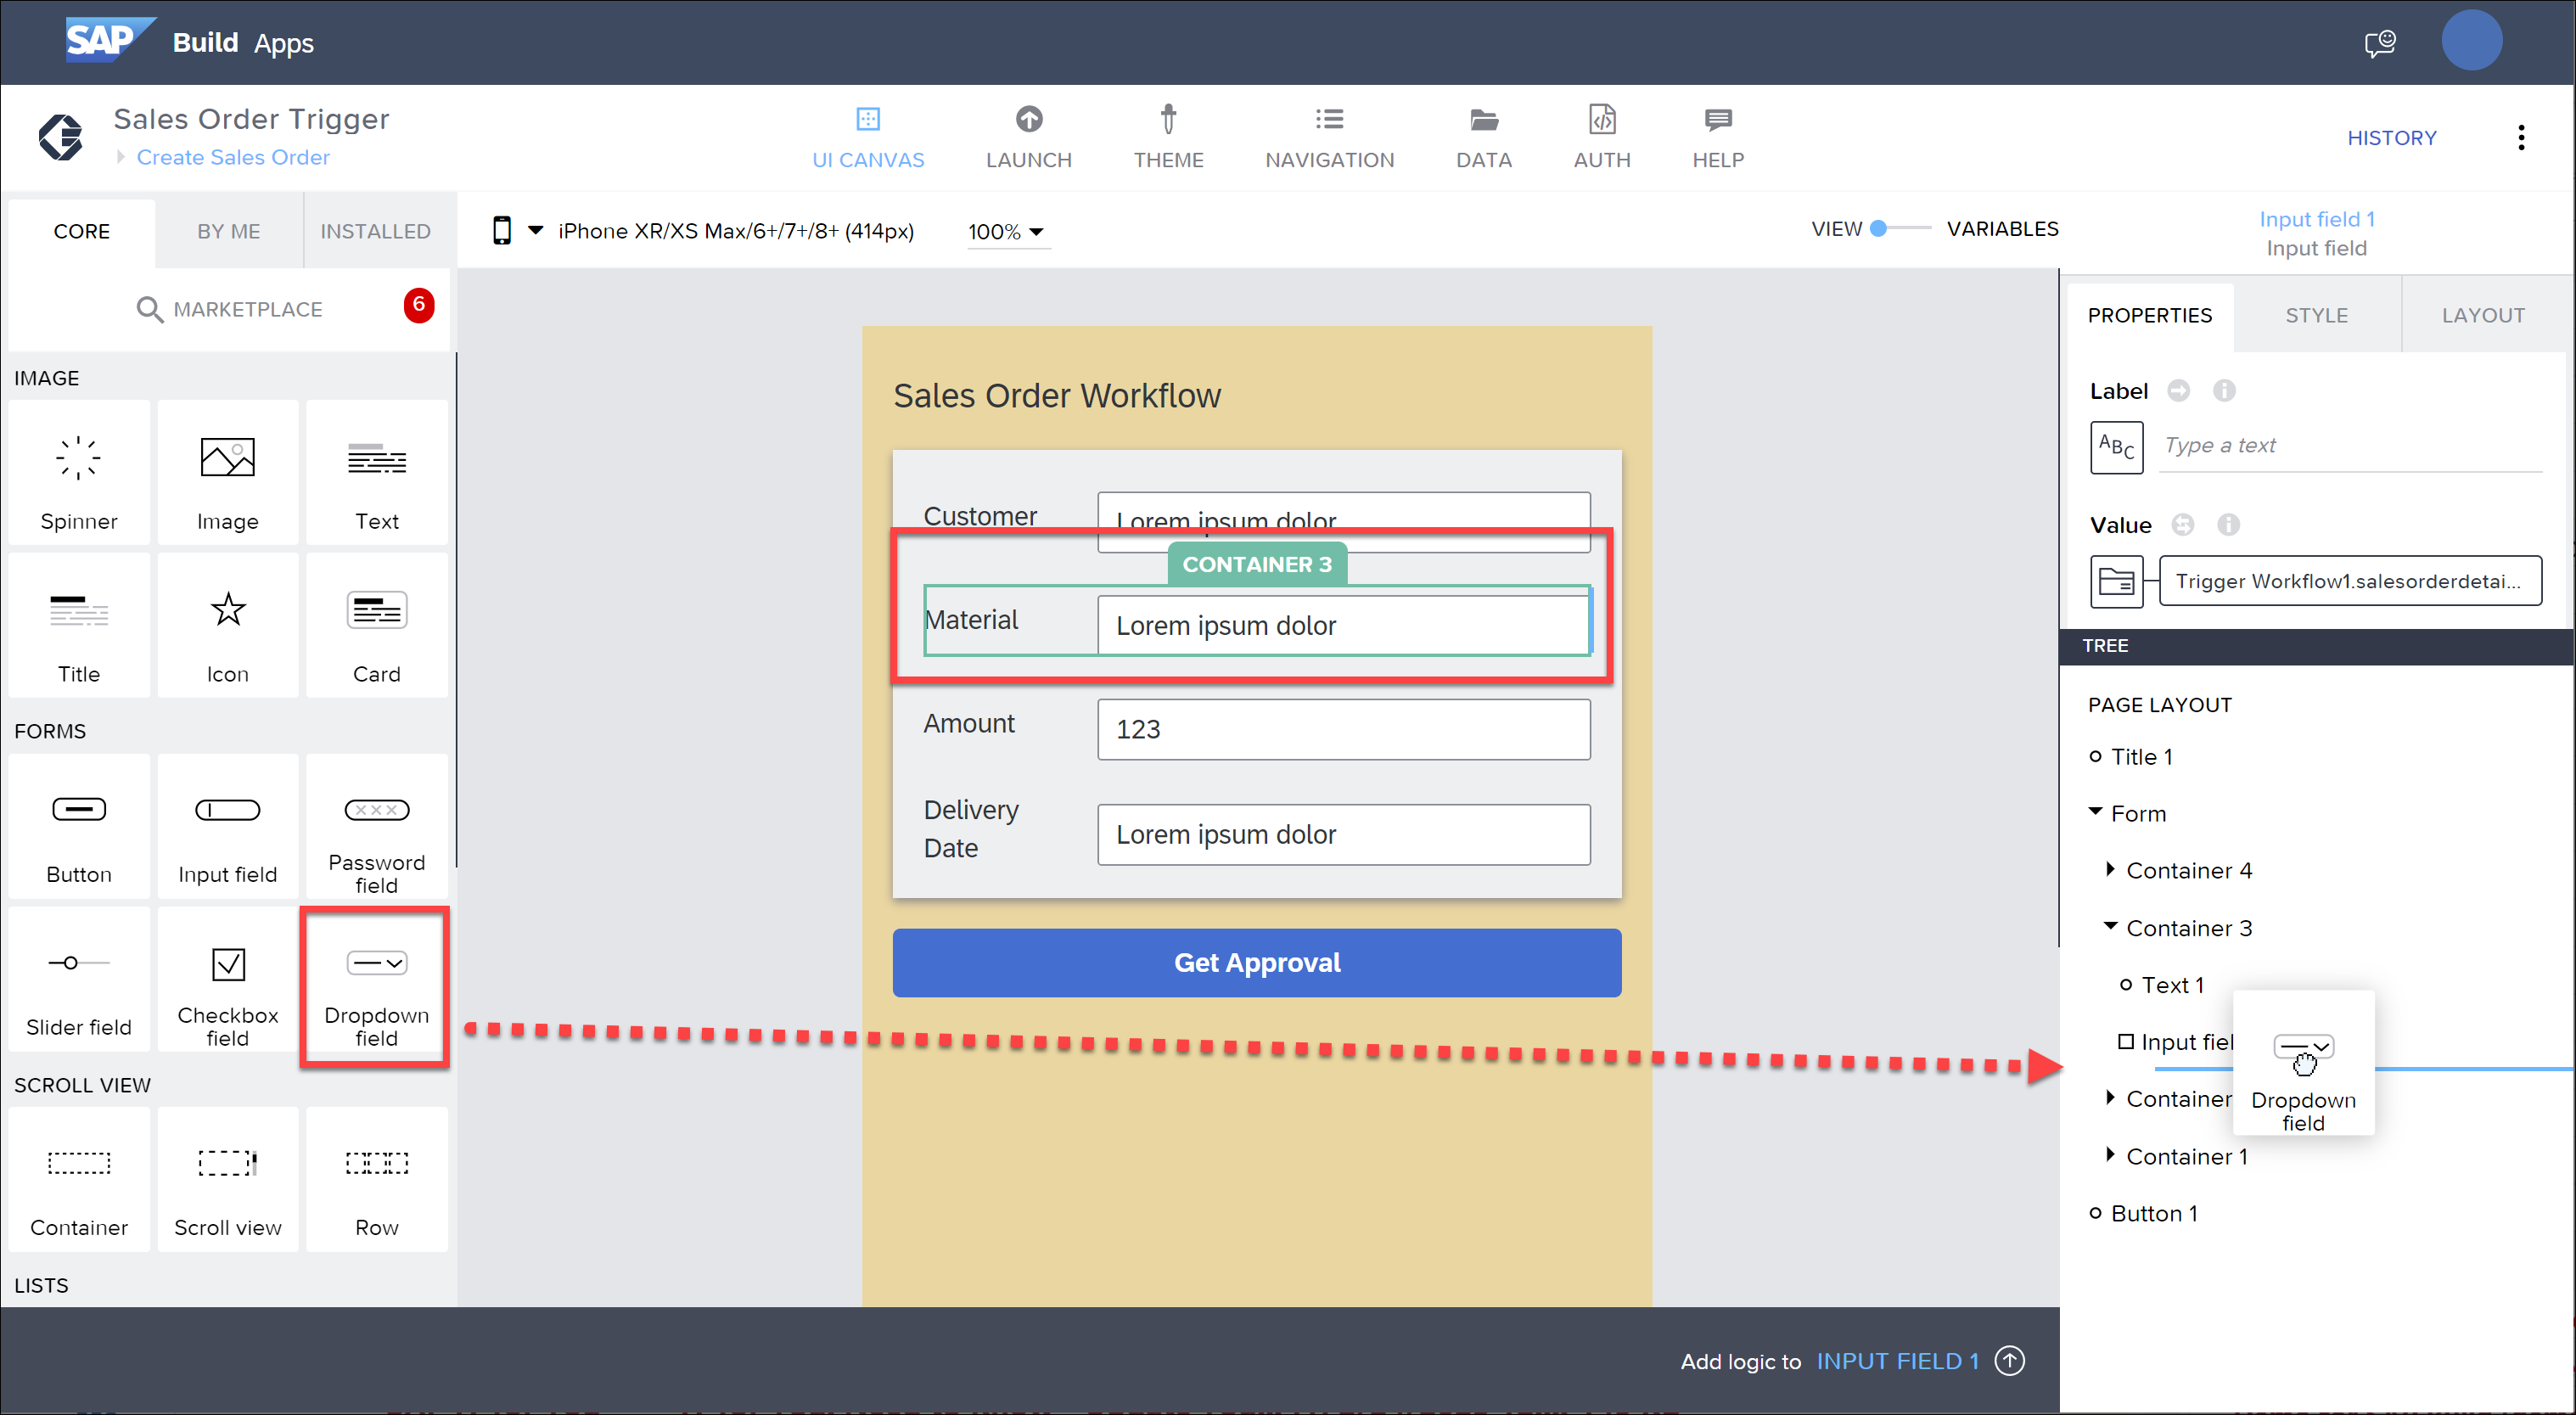 SAP Build Apps
Sales Order Trigger
Create Sales Order
UI CANVAS
LAUNCH
THEME
NAVIGATION
DATA
AUTH
HELP
HISTORY
CORE
BY ME
INSTALLED
iPhone XR/XS Max/6+/7+/8+ (414px)
100%
VIEW
VARIABLES
Input field 1
Input field
MARKETPLACE
6
IMAGE
Spinner
Image
Text
Title
Icon
Card
FORMS
Button
Input field
Password
field
Slider field
Checkbox
field
Dropdown
field
SCROLL VIEW
Container
Scroll view
Row
LISTS
Sales Order Workflow
Customer
Lorem ipsum dolor
CONTAINER 3
Material
Lorem ipsum dolor
Amount
123
Delivery
Date
Lorem ipsum dolor
Get Approval
Add logic to INPUT FIELD 1
PROPERTIES
STYLE
LAYOUT
Label
ABC
Type a text
Value
Trigger Workflow1.salesorderdetai...
TREE
PAGE LAYOUT
Title 1
Form
Container 4
Container 3
Text 1
Input fiel
Dropdown
field
Container
Container 1
Button 1